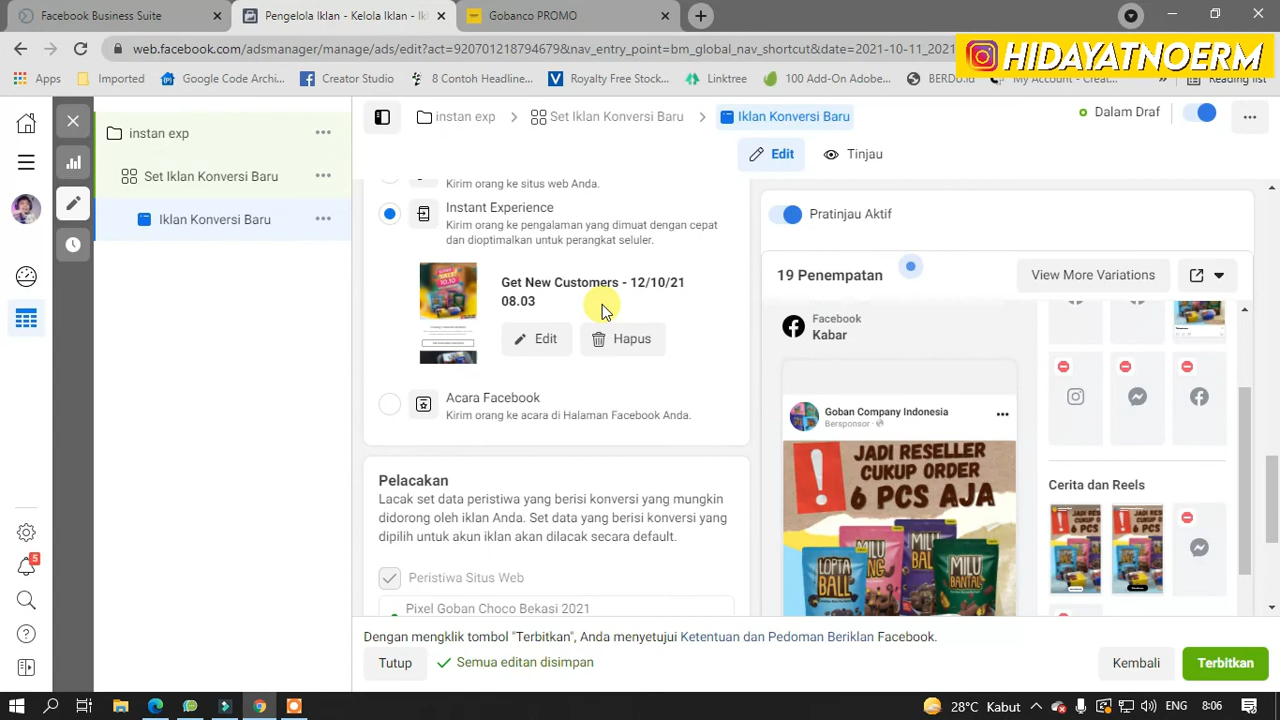 Facebook Business Suite
Pengelola Iklan - Kelola Iklan - Ik
Gobanco PROMO
web.facebook.com/adsmanager/manage/ads/edit?act=920701218794679&nav_entry_point=bm_global_nav_shortcut&date=2021-10-11_
HIDAYATNOERM
Apps
Imported
Google Code Archi...
Creator Studio
8 Contoh Headline...
Royalty Free Stock...
Linktree
100 Add-On Adobe...
BERDU.id
My Account - Creat...
Reading list
instan exp
Set Iklan Konversi Baru
Iklan Konversi Baru
instan exp
Set Iklan Konversi Baru
Iklan Konversi Baru
Dalam Draf
Edit
Tinjau
Kirim orang ke situs web Anda.
Instant Experience
Kirim orang ke pengalaman yang dimuat dengan cepat
dan dioptimalkan untuk perangkat seluler.
Get New Customers - 12/10/21
08.03
Edit
Hapus
Acara Facebook
Kirim orang ke acara di Halaman Facebook Anda.
Pelacakan
Lacak set data peristiwa yang berisi konversi yang mungkin
didorong oleh iklan Anda. Set data yang berisi konversi yang
dipilih untuk akun iklan akan dilacak secara default.
Peristiwa Situs Web
Pixel Goban Choco Bekasi 2021
Pratinjau Aktif
19 Penempatan
View More Variations
Facebook
Kabar
Goban Company Indonesia
Bersponsor ·
JADI RESELLER
CUKUP ORDER
6 PCS AJA
LOPTA
BALL
MILU
MILU
BANTAL
Cerita dan Reels
Dengan mengklik tombol "Terbitkan", Anda menyetujui Ketentuan dan Pedoman Beriklan Facebook.
Tutup
Semua editan disimpan
Kembali
Terbitkan
5
28°C Kabut
ENG
8:06